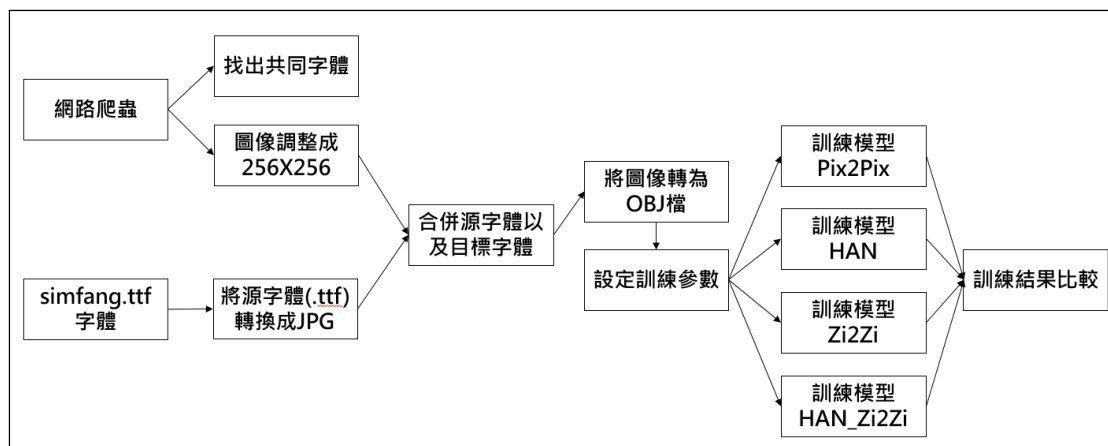 網路爬蟲
找出共同字體
圖像調整成
256X256
simfang.ttf
字體
將源字體(.ttf)
轉換成JPG
合併源字體以
及目標字體
將圖像轉為
OBJ檔
設定訓練參數
訓練模型
Pix2Pix
訓練模型
HAN
訓練模型
Zi2Zi
訓練模型
HAN_Zi2Zi
訓練結果比較